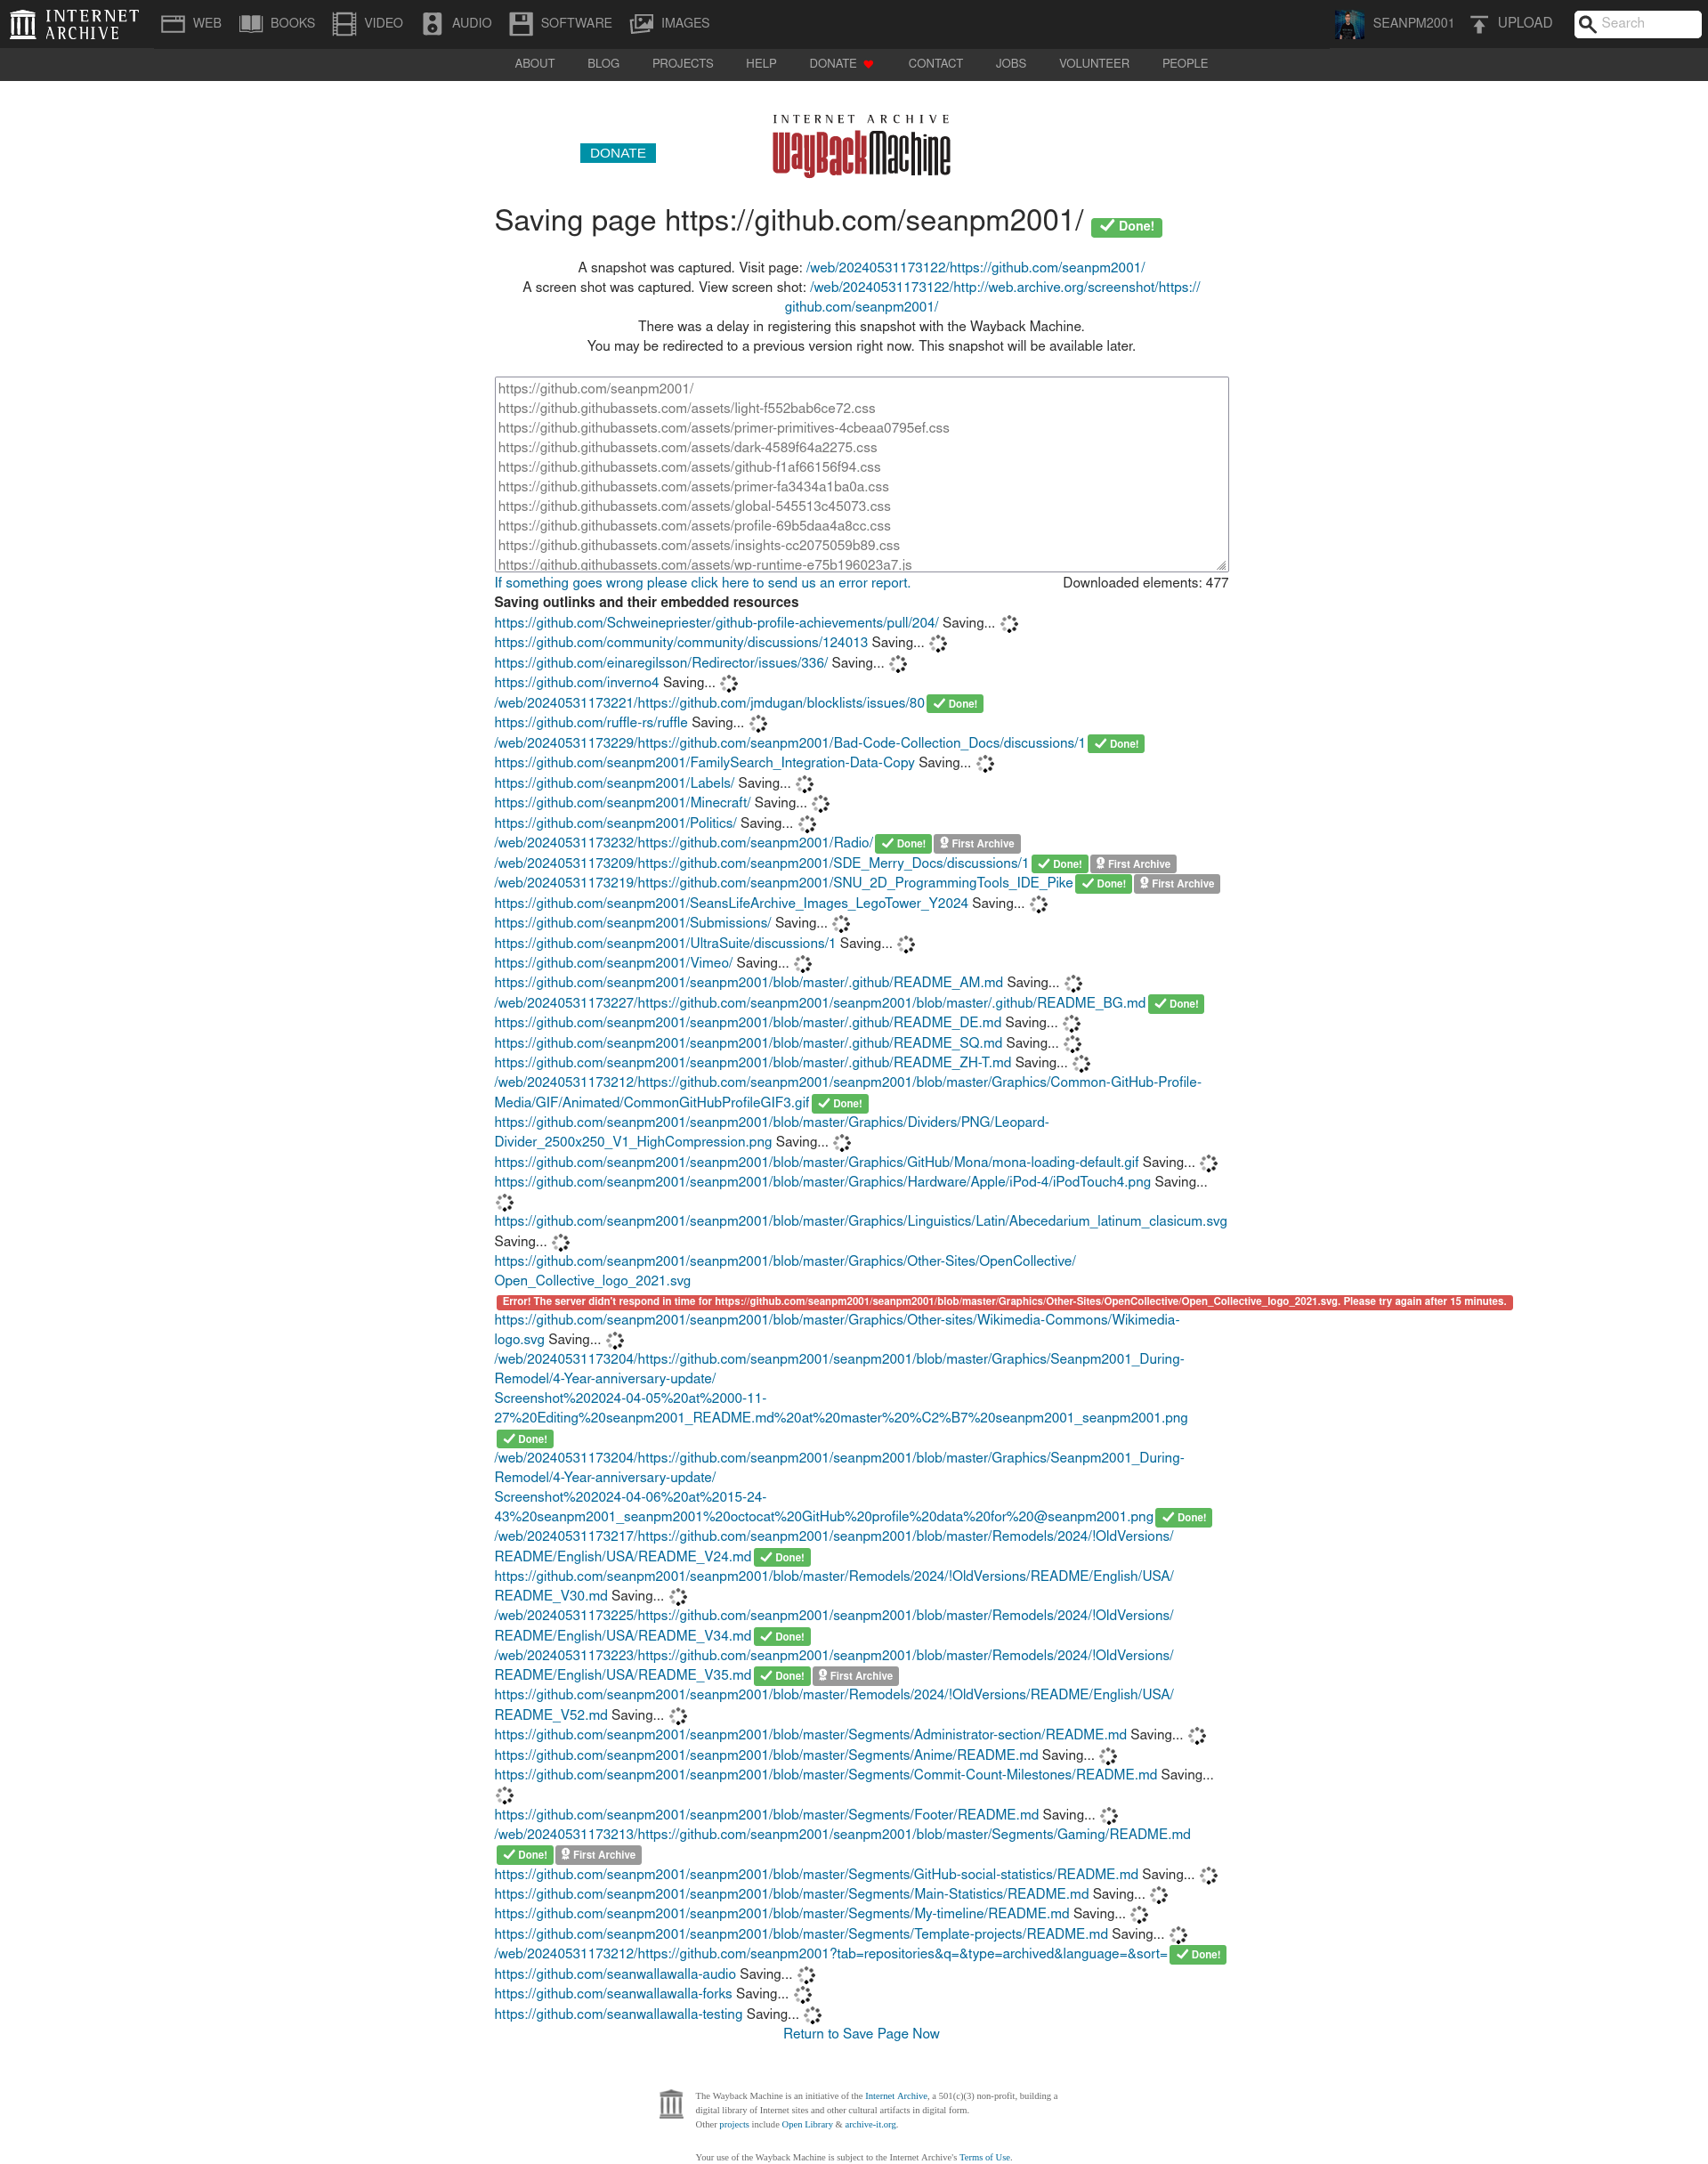 INTERNET ARCHIVE
WEB BOOKS VIDEO AUDIO SOFTWARE IMAGES SEANPM2001 UPLOAD Search
ABOUT BLOG PROJECTS HELP DONATE CONTACT JOBS VOLUNTEER PEOPLE
INTERNET ARCHIVE
DONATE WayBackMachine
Saving page https://github.com/seanpm2001/ Done!
A snapshot was captured. Visit page: /web/20240531173122/https://github.com/seanpm2001/
A screen shot was captured. View screen shot: /web/20240531173122/http://web.archive.org/screenshot/https://
github.com/seanpm2001/
There was a delay in registering this snapshot with the Wayback Machine.
You may be redirected to a previous version right now. This snapshot will be available later.
https://github.com/seanpm2001/
https://github.githubassets.com/assets/light-f552bab6ce72.css
https://github.githubassets.com/assets/primer-primitives-4cbeaa0795ef.css
https://github.githubassets.com/assets/dark-4589f64a2275.css
https://github.githubassets.com/assets/github-f1af66156f94.css
https://github.githubassets.com/assets/primer-fa3434a1ba0a.css
https://github.githubassets.com/assets/global-545513c45073.css
https://github.githubassets.com/assets/profile-69b5daa4a8cc.css
https://github.githubassets.com/assets/insights-cc2075059b89.css
https://github.githubassets.com/assets/wp-runtime-e75b196023a7.js
If something goes wrong please click here to send us an error report. Downloaded elements: 477
Saving outlinks and their embedded resources
https://github.com/Schweinepriester/github-profile-achievements/pull/204/ Saving...
https://github.com/community/community/discussions/124013 Saving...
https://github.com/einaregilsson/Redirector/issues/336/ Saving...
https://github.com/inverno4 Saving...
/web/20240531173221/https://github.com/jmdugan/blocklists/issues/80 Done!
https://github.com/ruffle-rs/ruffle Saving...
/web/20240531173229/https://github.com/seanpm2001/Bad-Code-Collection_Docs/discussions/1 Done!
https://github.com/seanpm2001/FamilySearch_Integration-Data-Copy Saving...
https://github.com/seanpm2001/Labels/ Saving...
https://github.com/seanpm2001/Minecraft/ Saving...
https://github.com/seanpm2001/Politics/ Saving...
/web/20240531173232/https://github.com/seanpm2001/Radio/ Done! First Archive
/web/20240531173209/https://github.com/seanpm2001/SDE_Merry_Docs/discussions/1 Done! First Archive
/web/20240531173219/https://github.com/seanpm2001/SNU_2D_ProgrammingTools_IDE_Pike Done! First Archive
https://github.com/seanpm2001/SeansLifeArchive_Images_LegoTower_Y2024 Saving...
https://github.com/seanpm2001/Submissions/ Saving...
https://github.com/seanpm2001/UltraSuite/discussions/1 Saving...
https://github.com/seanpm2001/Vimeo/ Saving...
https://github.com/seanpm2001/seanpm2001/blob/master/.github/README_AM.md Saving...
/web/20240531173227/https://github.com/seanpm2001/seanpm2001/blob/master/.github/README_BG.md Done!
https://github.com/seanpm2001/seanpm2001/blob/master/.github/README_DE.md Saving...
https://github.com/seanpm2001/seanpm2001/blob/master/.github/README_SQ.md Saving...
https://github.com/seanpm2001/seanpm2001/blob/master/.github/README_ZH-T.md Saving...
/web/20240531173212/https://github.com/seanpm2001/seanpm2001/blob/master/Graphics/Common-GitHub-Profile-
Media/GIF/Animated/CommonGitHubProfileGIF3.gif Done!
https://github.com/seanpm2001/seanpm2001/blob/master/Graphics/Dividers/PNG/Leopard-
Divider_2500x250_V1_HighCompression.png Saving...
https://github.com/seanpm2001/seanpm2001/blob/master/Graphics/GitHub/Mona/mona-loading-default.gif Saving...
https://github.com/seanpm2001/seanpm2001/blob/master/Graphics/Hardware/Apple/iPod-4/iPodTouch4.png Saving...
https://github.com/seanpm2001/seanpm2001/blob/master/Graphics/Linguistics/Latin/Abecedarium_latinum_clasicum.svg
Saving...
https://github.com/seanpm2001/seanpm2001/blob/master/Graphics/Other-Sites/OpenCollective/
Open_Collective_logo_2021.svg
Error! The server didn't respond in time for https://github.com/seanpm2001/seanpm2001/blob/master/Graphics/Other-Sites/OpenCollective/Open_Collective_logo_2021.svg. Please try again after 15 minutes.
https://github.com/seanpm2001/seanpm2001/blob/master/Graphics/Other-sites/Wikimedia-Commons/Wikimedia-
logo.svg Saving...
/web/20240531173204/https://github.com/seanpm2001/seanpm2001/blob/master/Graphics/Seanpm2001_During-
Remodel/4-Year-anniversary-update/
Screenshot%202024-04-05%20at%2000-11-
27%20Editing%20seanpm2001_README.md%20at%20master%20%C2%B7%20seanpm2001_seanpm2001.png
Done!
/web/20240531173204/https://github.com/seanpm2001/seanpm2001/blob/master/Graphics/Seanpm2001_During-
Remodel/4-Year-anniversary-update/
Screenshot%202024-04-06%20at%2015-24-
43%20seanpm2001_seanpm2001%20octocat%20GitHub%20profile%20data%20for%20@seanpm2001.png Done!
/web/20240531173217/https://github.com/seanpm2001/seanpm2001/blob/master/Remodels/2024/!OldVersions/
README/English/USA/README_V24.md Done!
https://github.com/seanpm2001/seanpm2001/blob/master/Remodels/2024/!OldVersions/README/English/USA/
README_V30.md Saving...
/web/20240531173225/https://github.com/seanpm2001/seanpm2001/blob/master/Remodels/2024/!OldVersions/
README/English/USA/README_V34.md Done!
/web/20240531173223/https://github.com/seanpm2001/seanpm2001/blob/master/Remodels/2024/!OldVersions/
README/English/USA/README_V35.md Done! First Archive
https://github.com/seanpm2001/seanpm2001/blob/master/Remodels/2024/!OldVersions/README/English/USA/
README_V52.md Saving...
https://github.com/seanpm2001/seanpm2001/blob/master/Segments/Administrator-section/README.md Saving...
https://github.com/seanpm2001/seanpm2001/blob/master/Segments/Anime/README.md Saving...
https://github.com/seanpm2001/seanpm2001/blob/master/Segments/Commit-Count-Milestones/README.md Saving...
https://github.com/seanpm2001/seanpm2001/blob/master/Segments/Footer/README.md Saving...
/web/20240531173213/https://github.com/seanpm2001/seanpm2001/blob/master/Segments/Gaming/README.md
Done! First Archive
https://github.com/seanpm2001/seanpm2001/blob/master/Segments/GitHub-social-statistics/README.md Saving...
https://github.com/seanpm2001/seanpm2001/blob/master/Segments/Main-Statistics/README.md Saving...
https://github.com/seanpm2001/seanpm2001/blob/master/Segments/My-timeline/README.md Saving...
https://github.com/seanpm2001/seanpm2001/blob/master/Segments/Template-projects/README.md Saving...
/web/20240531173212/https://github.com/seanpm2001?tab=repositories&q=&type=archived&language=&sort= Done!
https://github.com/seanwallawalla-audio Saving...
https://github.com/seanwallawalla-forks Saving...
https://github.com/seanwallawalla-testing Saving...
Return to Save Page Now
The Wayback Machine is an initiative of the Internet Archive, a 501(c)(3) non-profit, building a
digital library of Internet sites and other cultural artifacts in digital form.
Other projects include Open Library & archive-it.org.
Your use of the Wayback Machine is subject to the Internet Archive's Terms of Use.